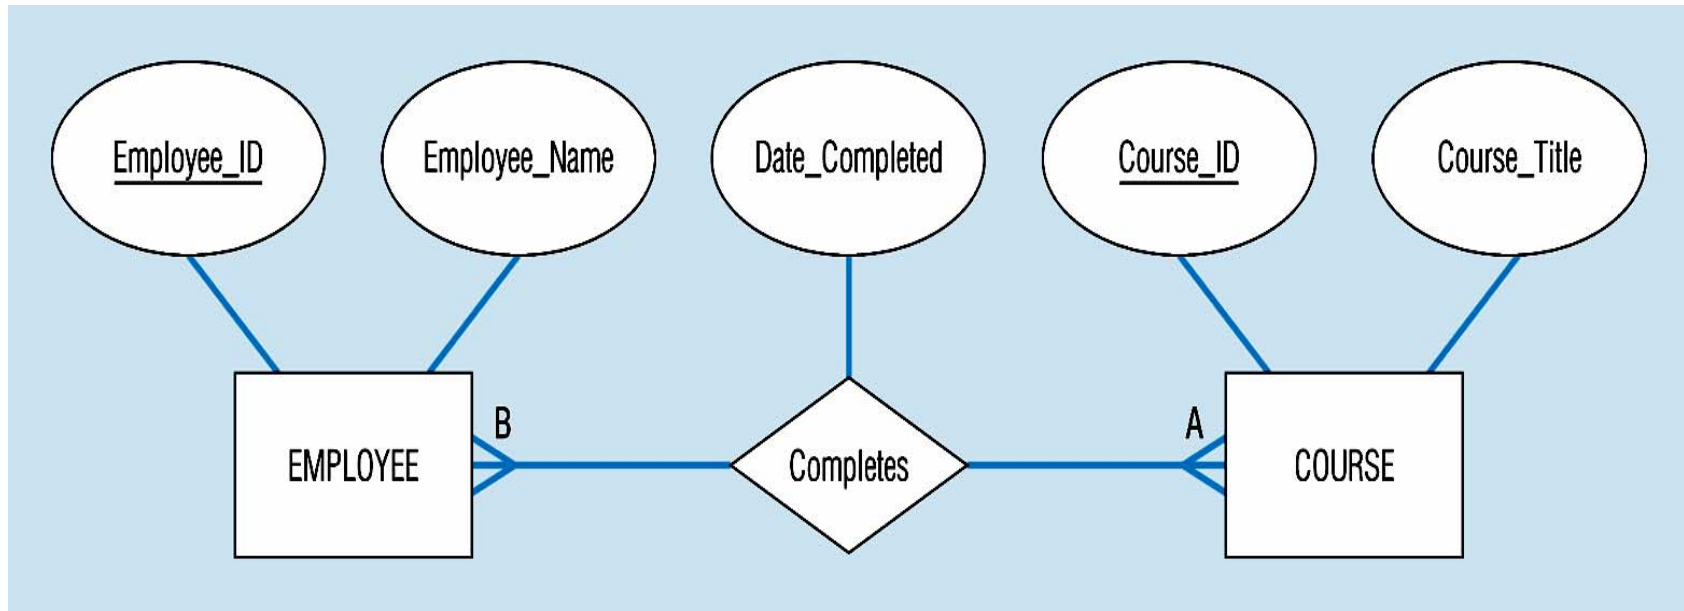 Employee_ID
Employee_Name
Date_Completed
Course_ID
Course_Title
B
A
EMPLOYEE
Completes
COURSE